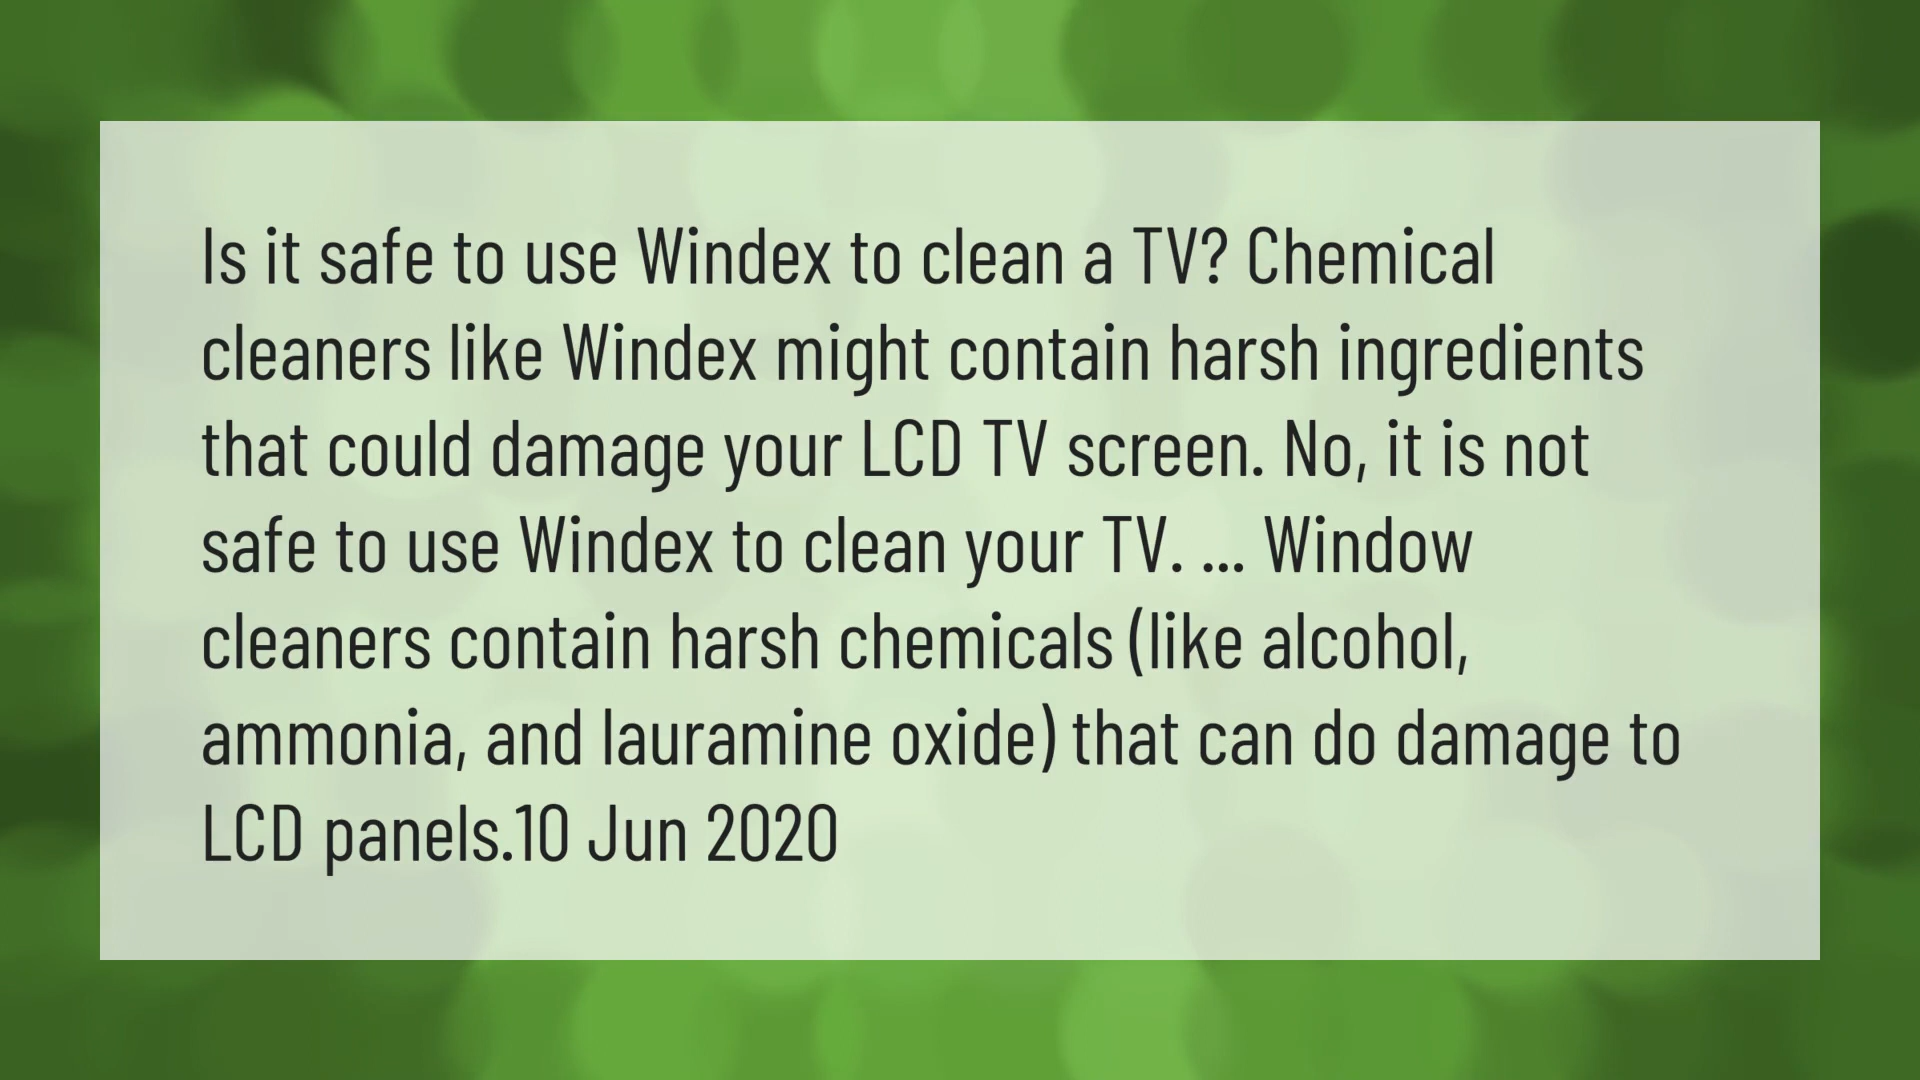 Is it safe to use Windex to clean a TV? Chemical
cleaners like Windex might contain harsh ingredients
that could damage your LCD TV screen. No, it is not
safe to use Windex to clean your TV. ... Window
cleaners contain harsh chemicals (like alcohol,
ammonia, and lauramine oxide) that can do damage to
LCD panels.10 Jun 2020